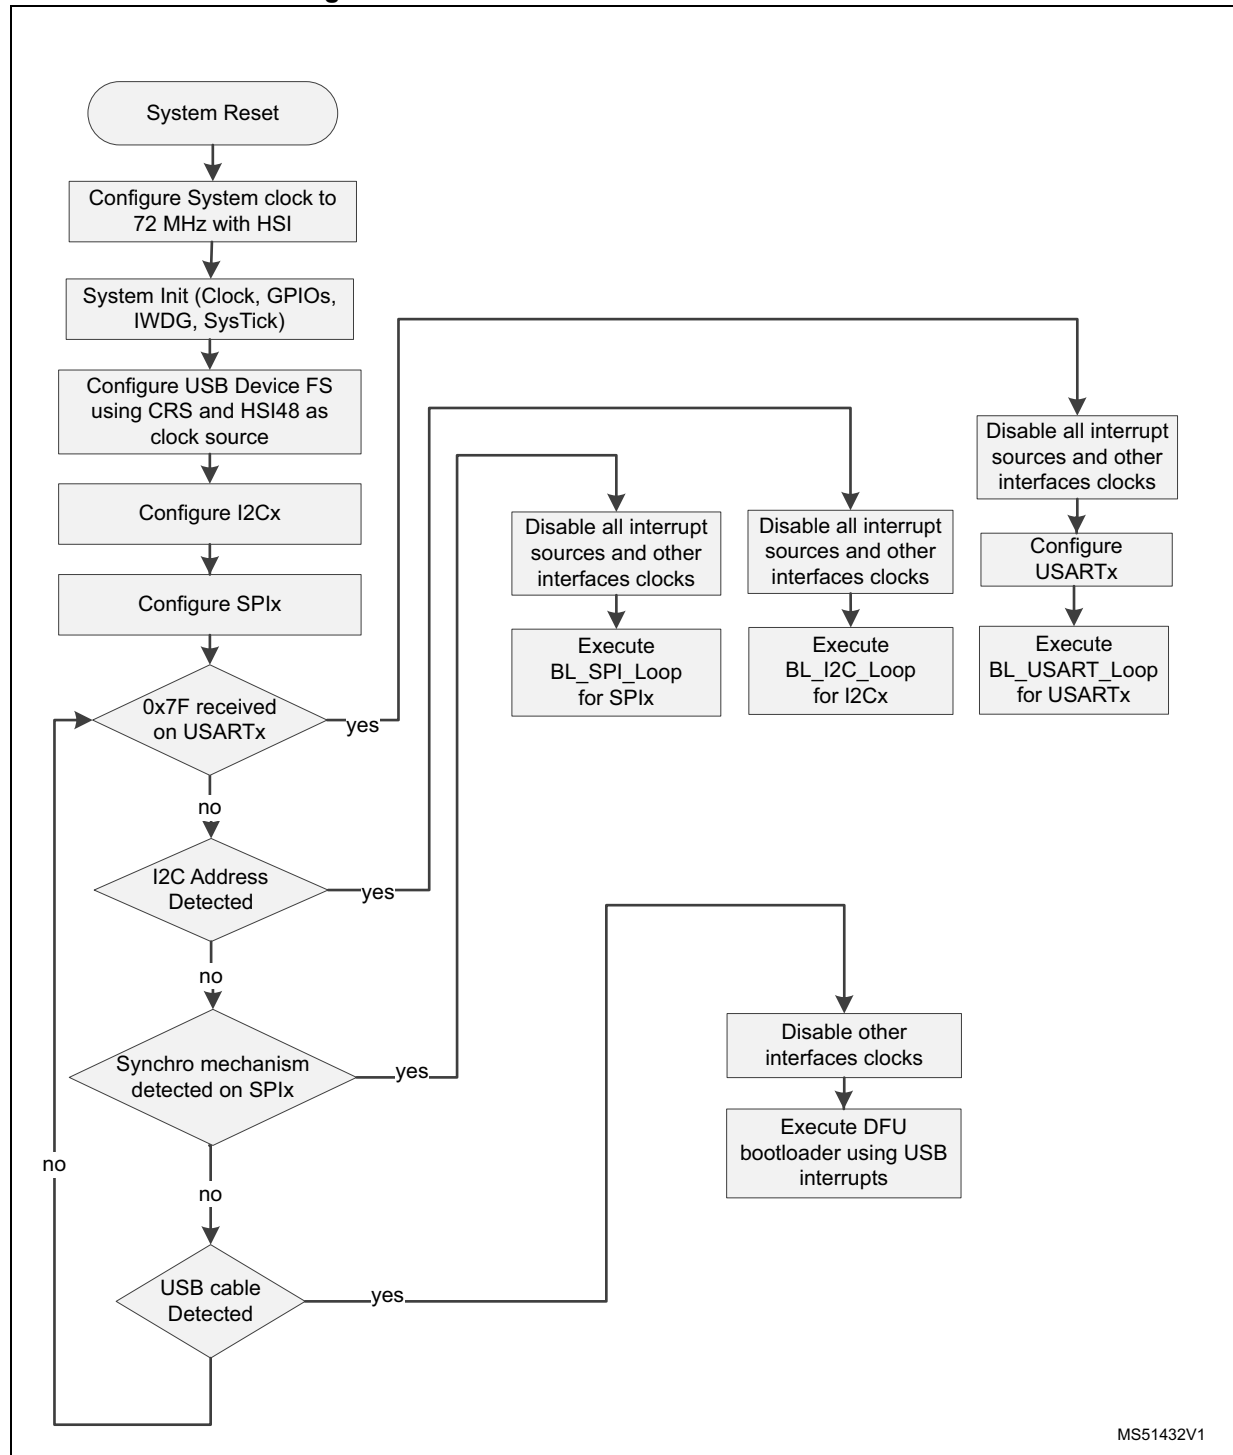 System Reset
Configure System clock to
72 MHz with HSI
System Init (Clock, GPIOs,
IWDG, SysTick)
Configure USB Device FS
using CRS and HSI48 as
clock source
Configure I2Cx
Configure SPIx
0x7F received
on USARTx
yes
no
I2C Address
Detected
yes
no
Synchro mechanism
detected on SPIx
yes
no
USB cable
Detected
yes
no
Disable all interrupt
sources and other
interfaces clocks
Execute
BL_SPI_Loop
for SPIx
Disable all interrupt
sources and other
interfaces clocks
Execute
BL_I2C_Loop
for I2Cx
Disable all interrupt
sources and other
interfaces clocks
Configure
USARTx
Execute
BL_USART_Loop
for USARTx
Disable other
interfaces clocks
Execute DFU
bootloader using USB
interrupts
MS51432V1